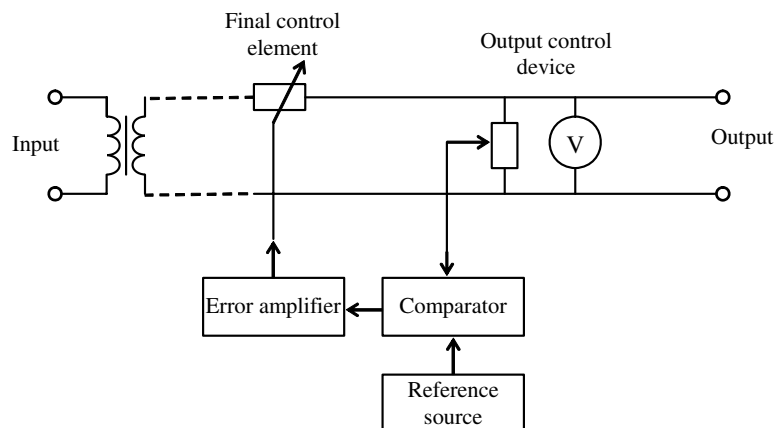 Final control
element
Output control
device
Input
V
Output
Error amplifier
Comparator
Reference
source